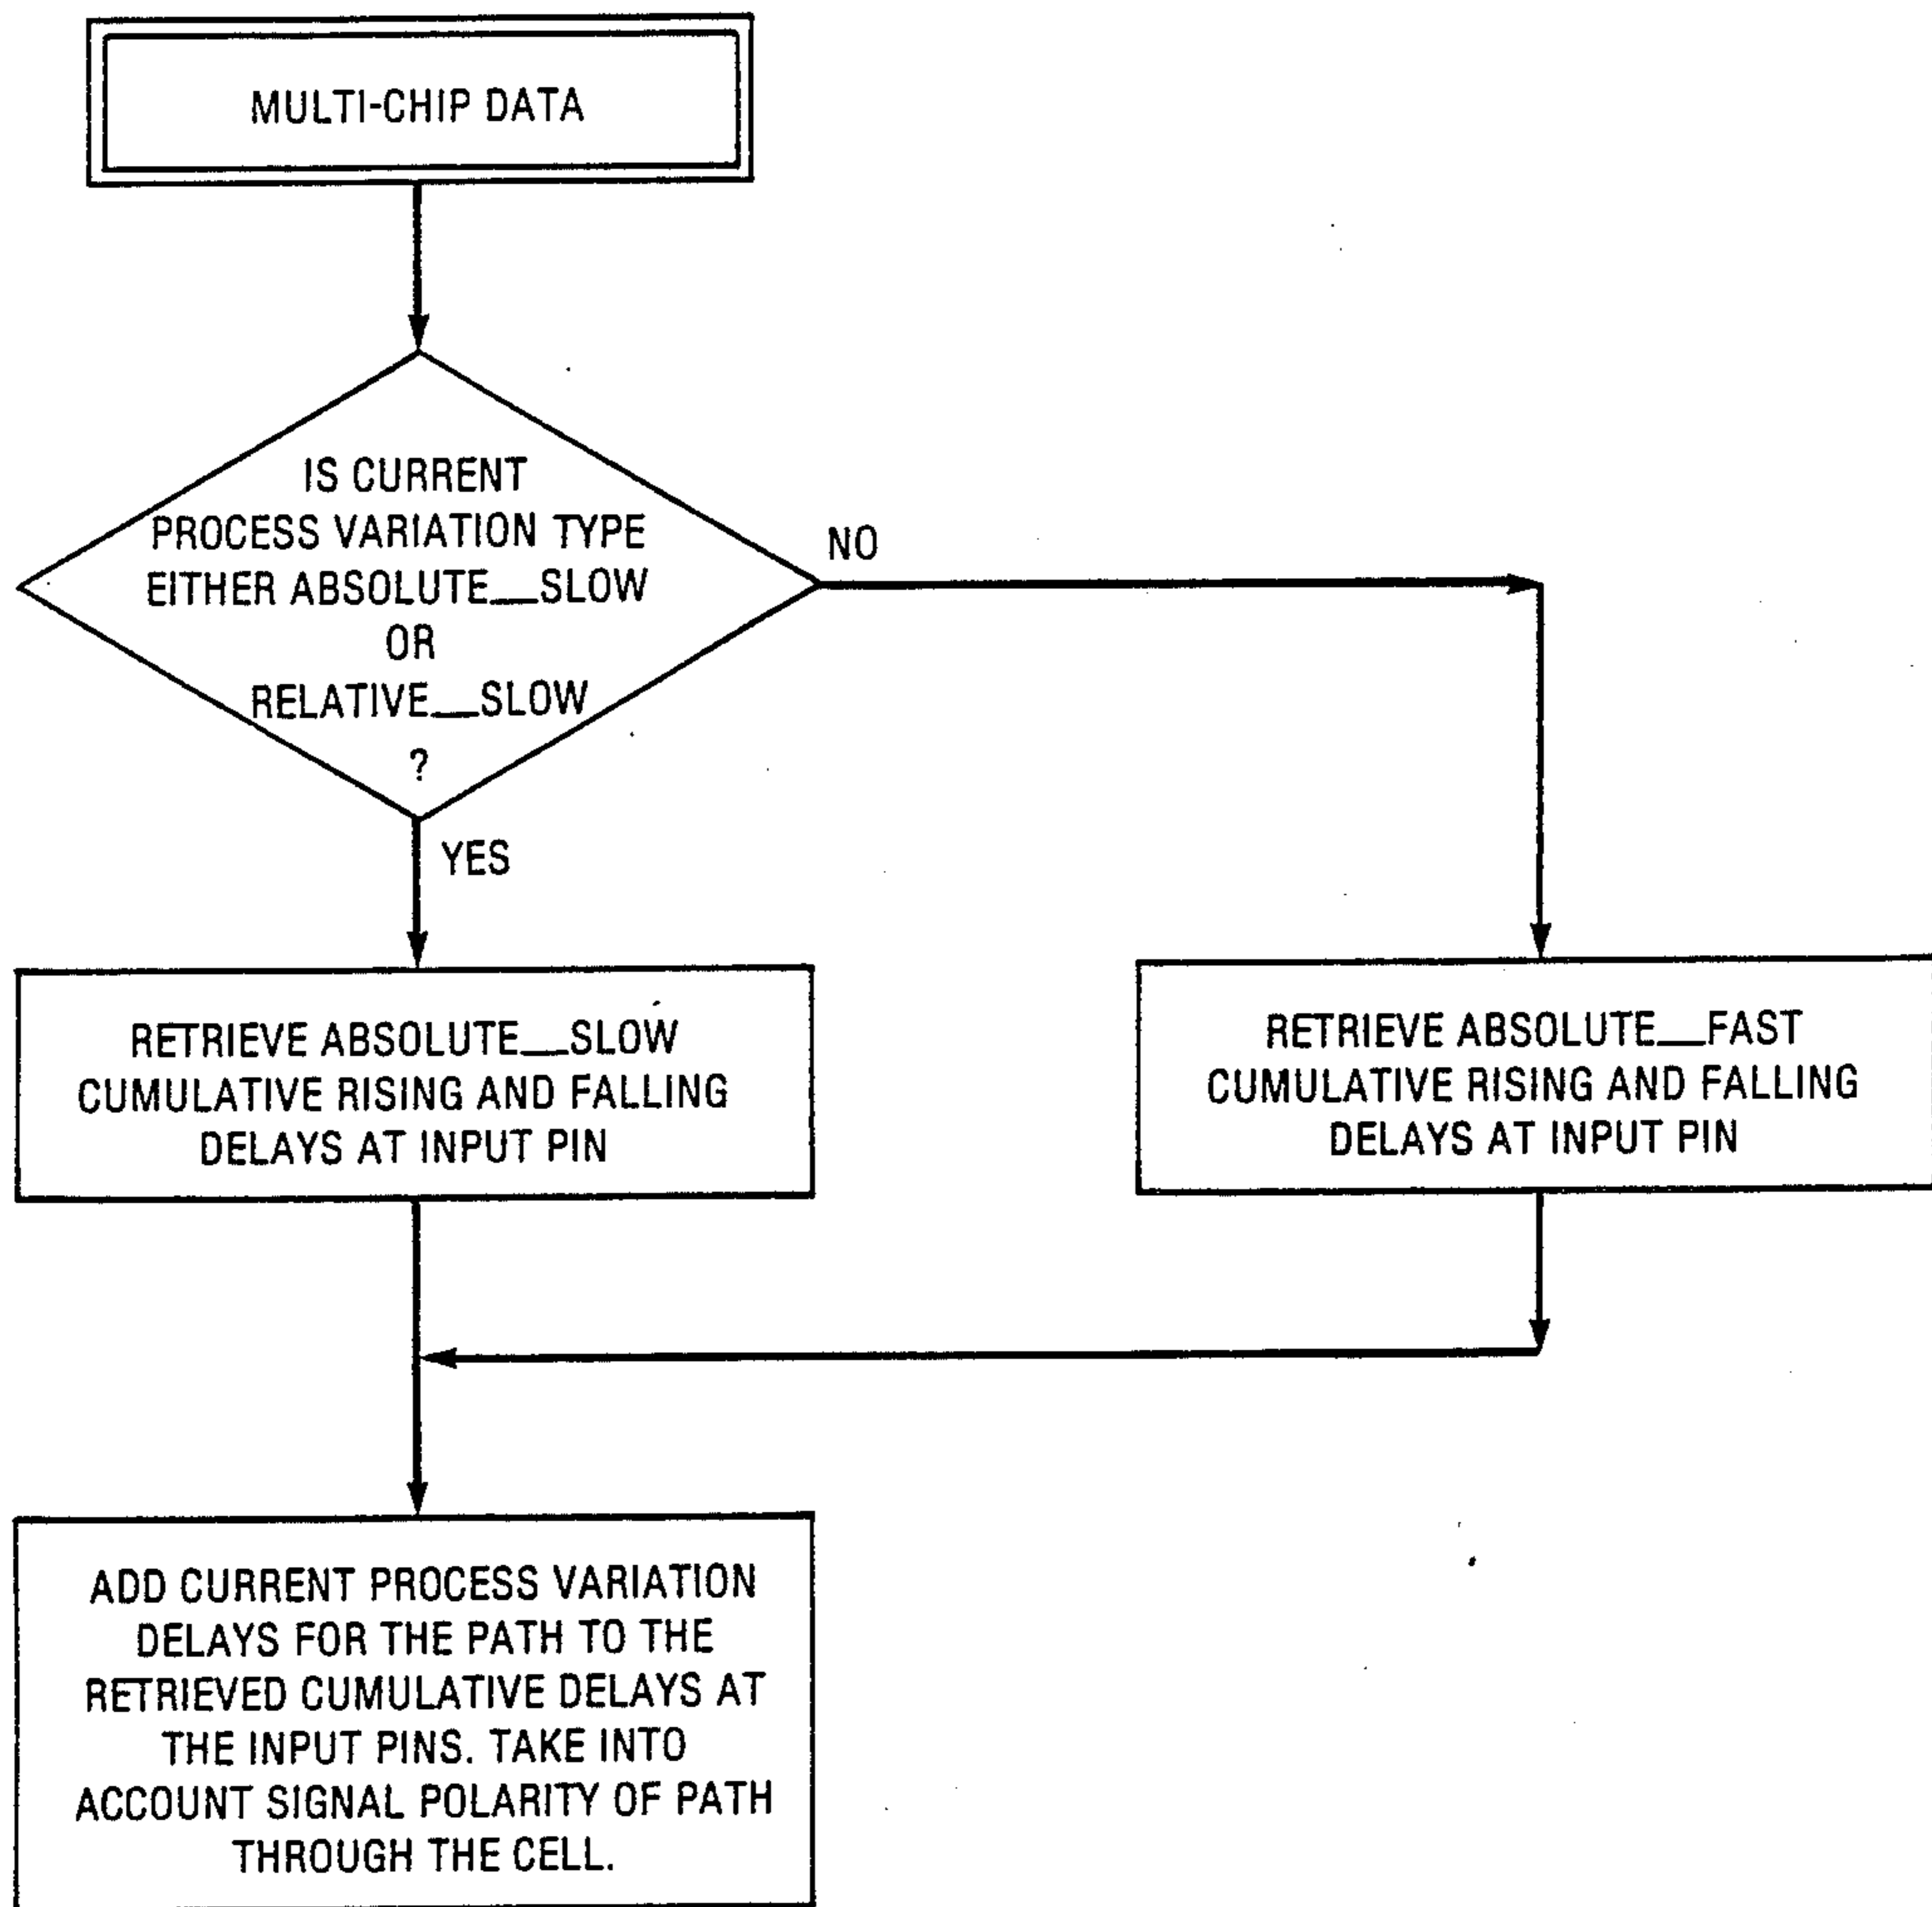 MULTI-CHIP DATA
IS CURRENT
PROCESS VARIATION TYPE
EITHER ABSOLUTE__SLOW
OR
RELATIVE__SLOW
?
NO
YES
RETRIEVE ABSOLUTE__SLOW
CUMULATIVE RISING AND FALLING
DELAYS AT INPUT PIN
RETRIEVE ABSOLUTE__FAST
CUMULATIVE RISING AND FALLING
DELAYS AT INPUT PIN
ADD CURRENT PROCESS VARIATION
DELAYS FOR THE PATH TO THE
RETRIEVED CUMULATIVE DELAYS AT
THE INPUT PINS. TAKE INTO
ACCOUNT SIGNAL POLARITY OF PATH
THROUGH THE CELL.